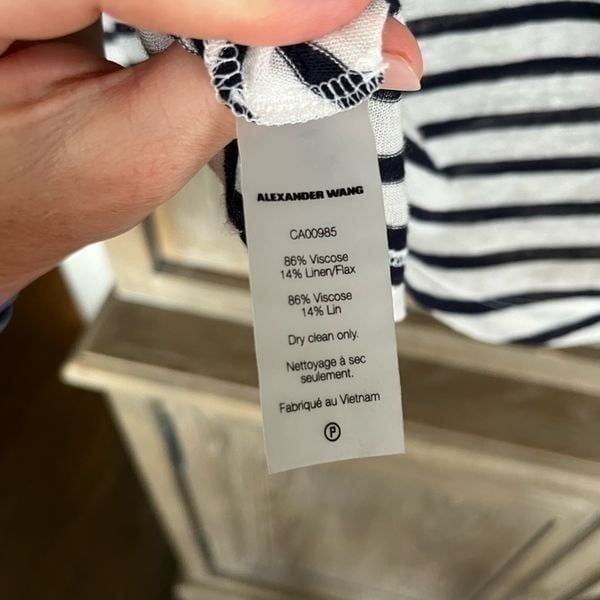 ALEXANDER WANG
CA00985
86% Viscose
14% Linen/Flax
86% Viscose
14% Lin
Dry clean only.
Nettoyage à sec
seulement.
Fabriqué au Vietnam
P